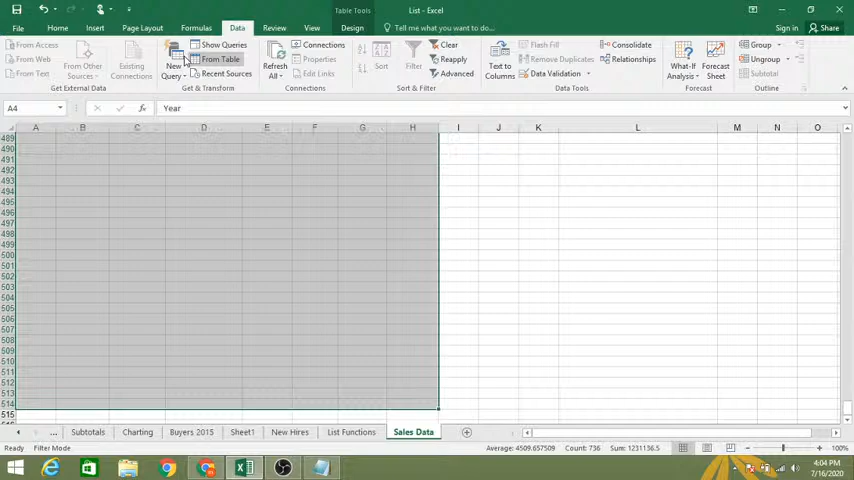 Table Tools
List - Excel
File Home Insert Page Layout Formulas Data Review View Design Tell me what you want to do... Sign in Share
From Access
From Web
From Text
From Other Sources
Existing Connections
Get External Data
New Query
Show Queries
From Table
Recent Sources
Get & Transform
Refresh All
Connections
Properties
Edit Links
Connections
Sort
Filter
Clear
Reapply
Advanced
Sort & Filter
Text to Columns
Flash Fill
Remove Duplicates
Data Validation
Consolidate
Relationships
Data Tools
What-If Analysis
Forecast Sheet
Forecast
Group
Ungroup
Subtotal
Outline
A4 fx Year
A B C D E F G H I J K L M N O
489
490
491
492
493
494
495
496
497
498
499
500
501
502
503
504
505
506
507
508
509
510
511
512
513
514
515
... Subtotals Charting Buyers 2015 Sheet1 New Hires List Functions Sales Data
Ready Filter Mode Average: 4509.657509 Count: 736 Sum: 1231136.5 100%
4:04 PM
7/16/2020